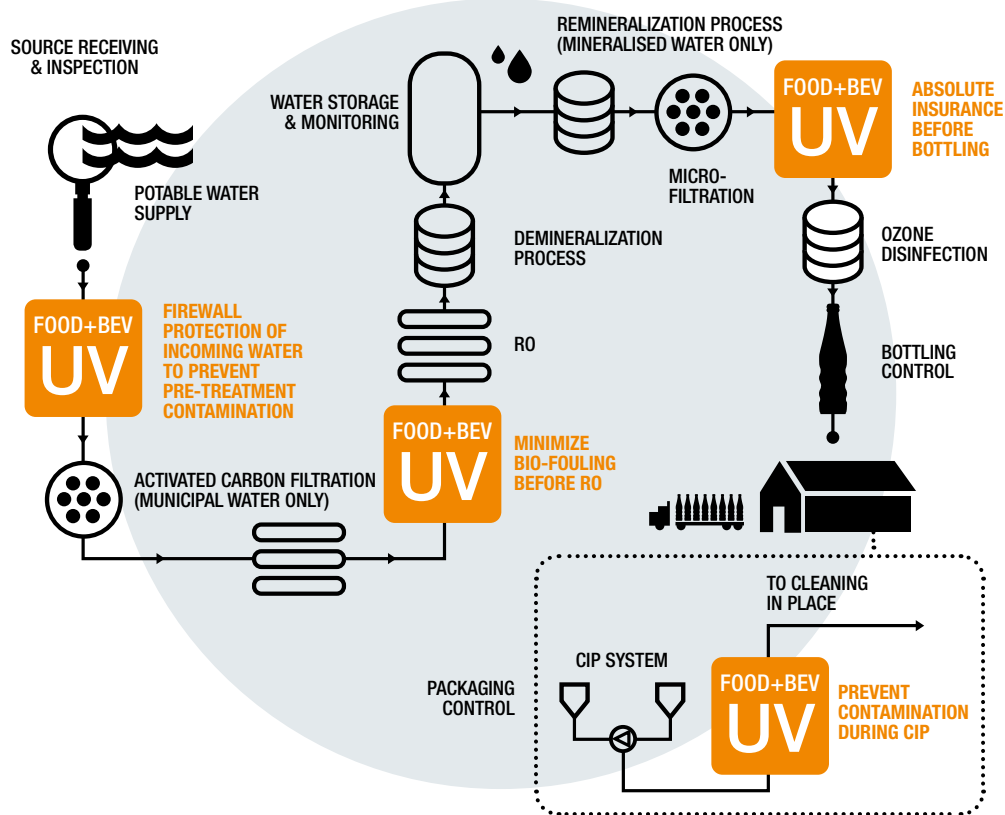 SOURCE RECEIVING
& INSPECTION
POTABLE WATER
SUPPLY
FOOD+BEV
UV
FIREWALL
PROTECTION OF
INCOMING WATER
TO PREVENT
PRE-TREATMENT
CONTAMINATION
ACTIVATED CARBON FILTRATION
(MUNICIPAL WATER ONLY)
FOOD+BEV
UV
MINIMIZE
BIO-FOULING
BEFORE RO
RO
DEMINERALIZATION
PROCESS
WATER STORAGE
& MONITORING
REMINERALIZATION PROCESS
(MINERALISED WATER ONLY)
MICRO-
FILTRATION
FOOD+BEV
UV
ABSOLUTE
INSURANCE
BEFORE
BOTTLING
OZONE
DISINFECTION
BOTTLING
CONTROL
TO CLEANING
IN PLACE
CIP SYSTEM
PACKAGING
CONTROL
FOOD+BEV
UV
PREVENT
CONTAMINATION
DURING CIP